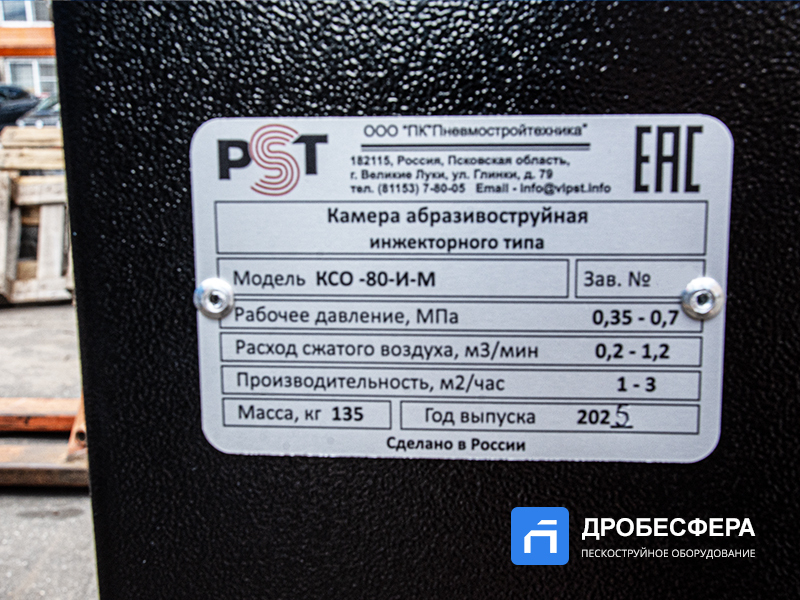 PST
ООО "ПК"Пневмостройтехника"
182115, Россия, Псковская область,
г. Великие Луки, ул. Глинки, д. 79
тел. (81153) 7-80-05 Email - info@vlpst.info
EAC
Камера абразивоструйная
инжекторного типа
Модель КСО -80-И-М
Зав. №
Рабочее давление, МПа 0,35 - 0,7
Расход сжатого воздуха, м3/мин 0,2 - 1,2
Производительность, м2/час 1 - 3
Масса, кг 135
Год выпуска 2025
Сделано в России
ДРОБЕСФЕРА
ПЕСКОСТРУЙНОЕ ОБОРУДОВАНИЕ